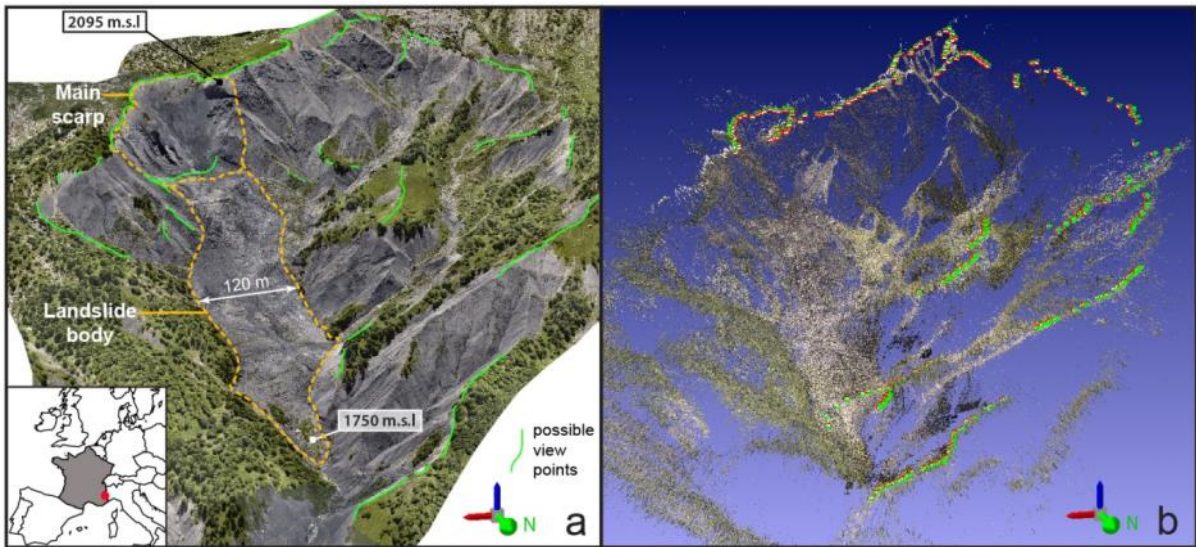 2095 m.s.l
Main
scarp
120 m
Landslide
body
1750 m.s.l
possible
view
points
N
a
N
b